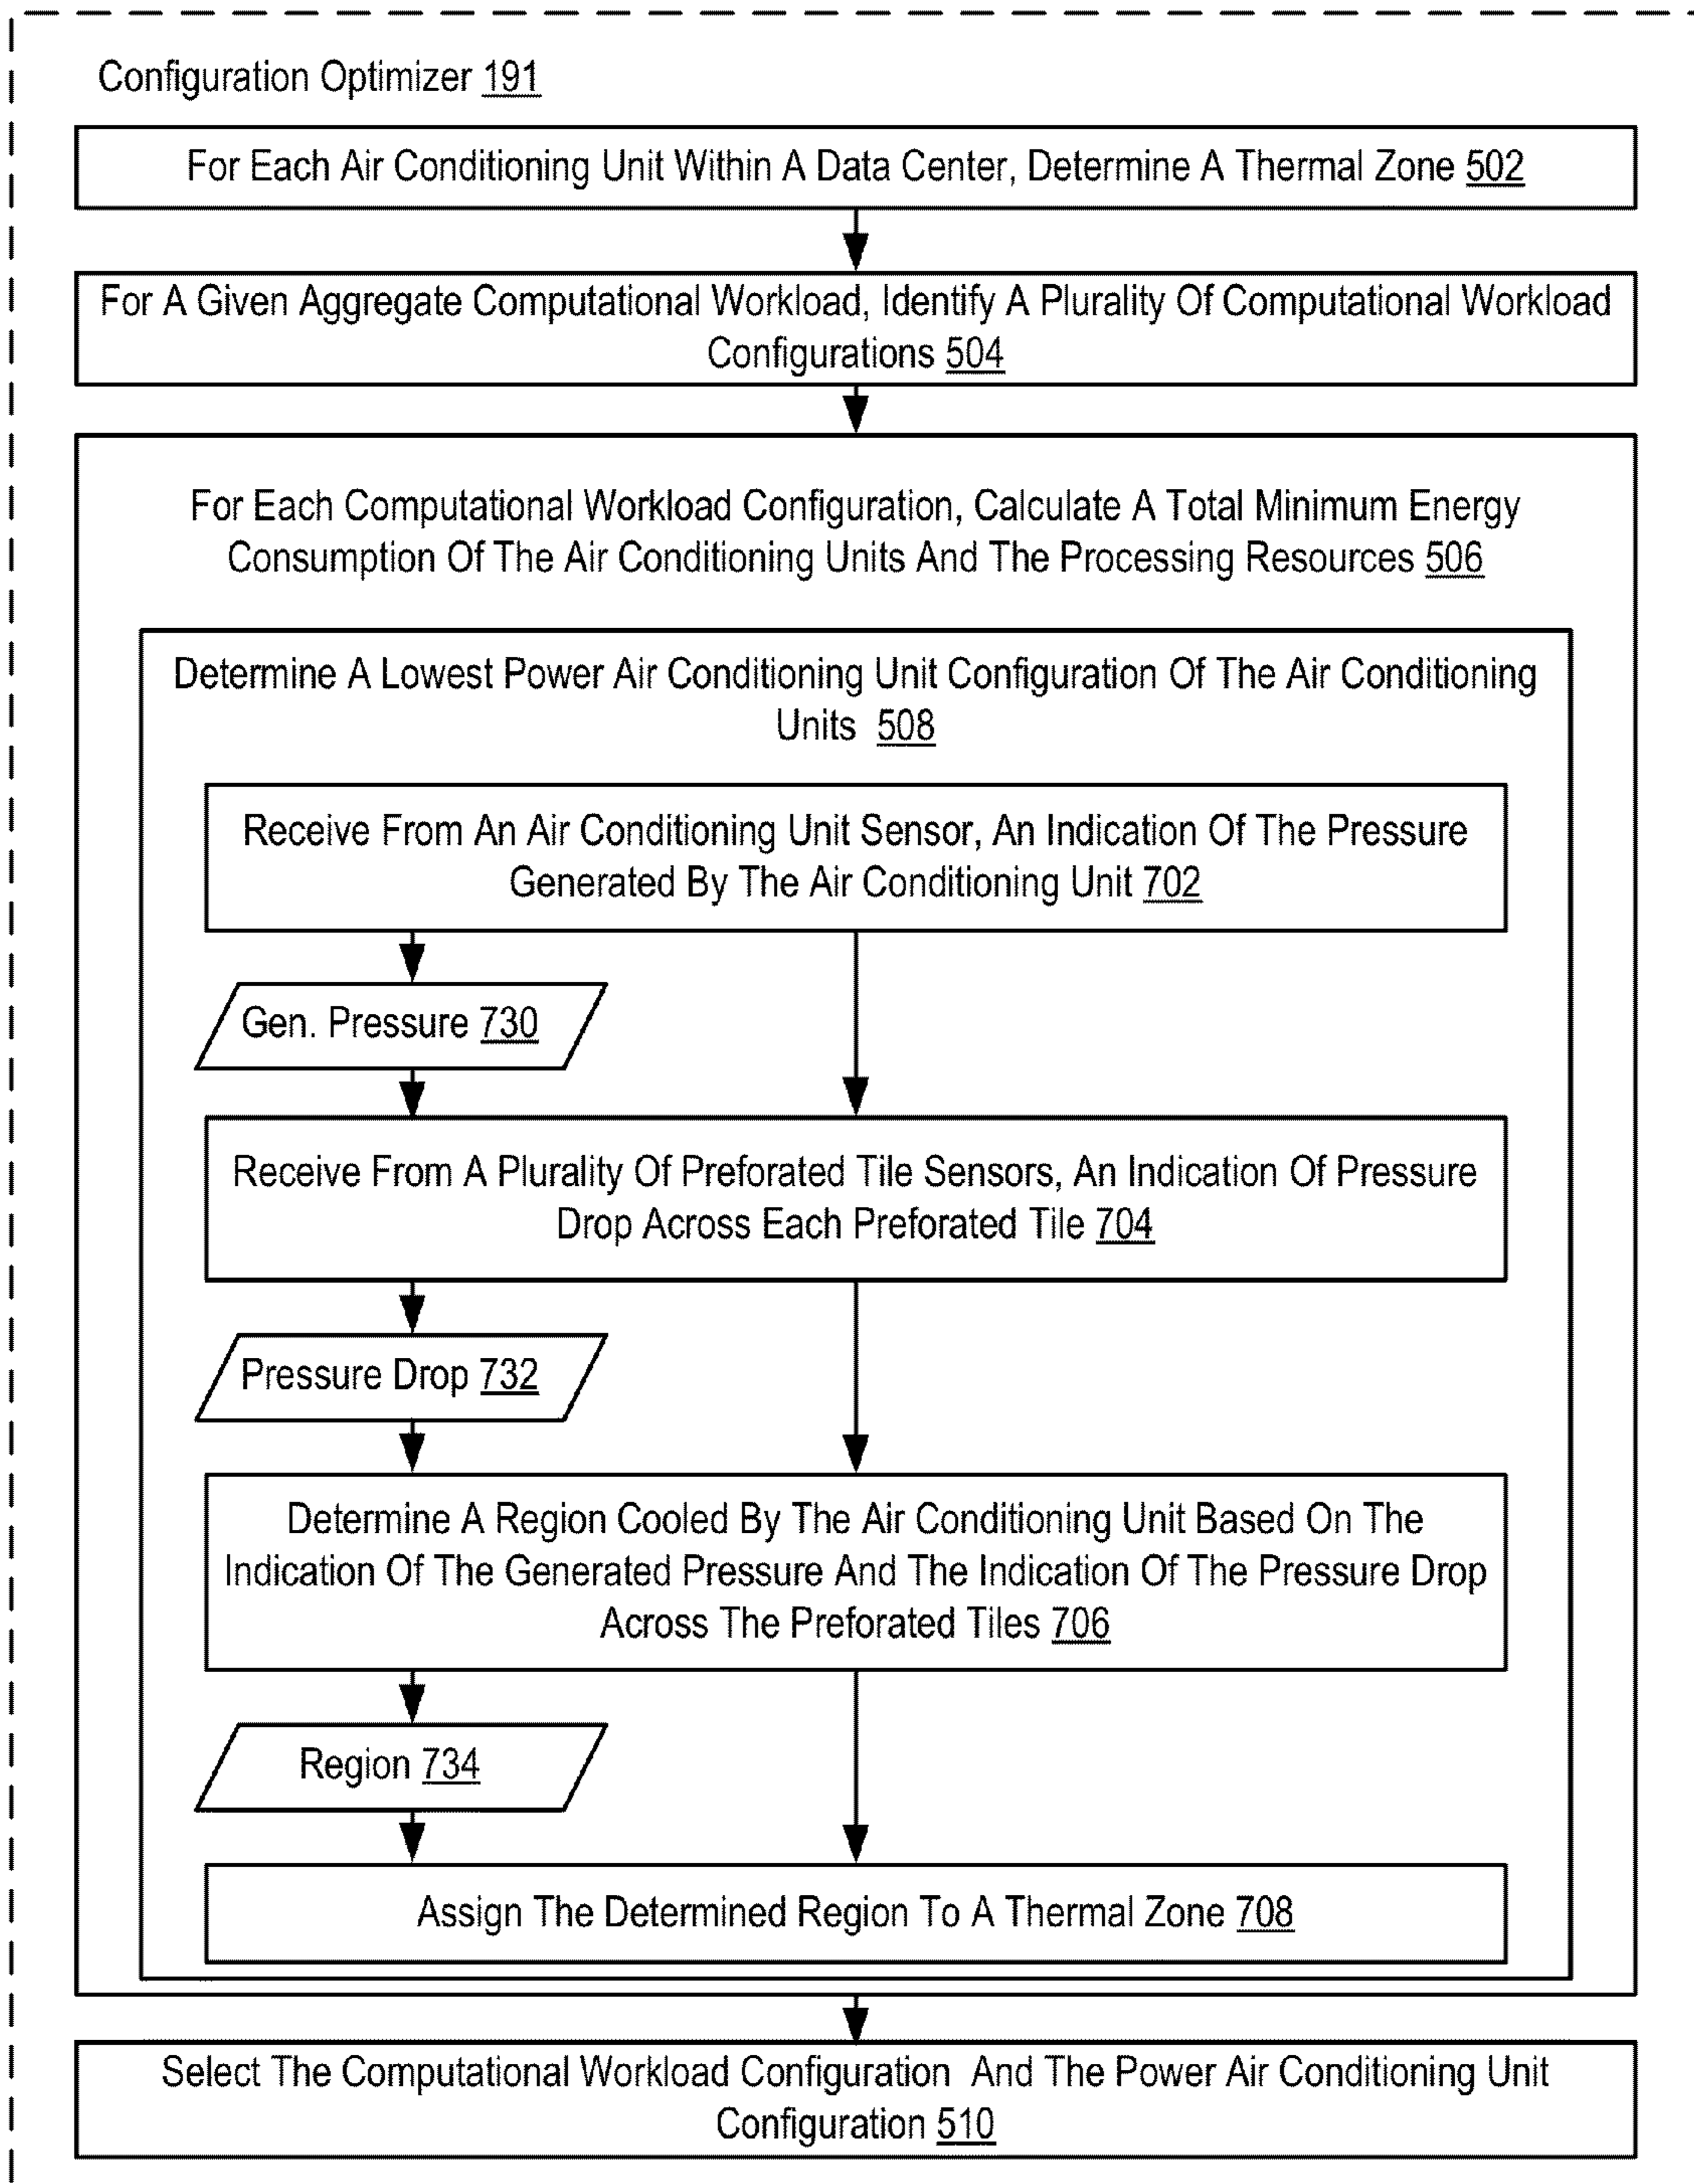 Configuration Optimizer 191
For Each Air Conditioning Unit Within A Data Center, Determine A Thermal Zone 502
For A Given Aggregate Computational Workload, Identify A Plurality Of Computational Workload
Configurations 504
For Each Computational Workload Configuration, Calculate A Total Minimum Energy
Consumption Of The Air Conditioning Units And The Processing Resources 506
Determine A Lowest Power Air Conditioning Unit Configuration Of The Air Conditioning
Units 508
Receive From An Air Conditioning Unit Sensor, An Indication Of The Pressure
Generated By The Air Conditioning Unit 702
Gen. Pressure 730
Receive From A Plurality Of Preforated Tile Sensors, An Indication Of Pressure
Drop Across Each Preforated Tile 704
Pressure Drop 732
Determine A Region Cooled By The Air Conditioning Unit Based On The
Indication Of The Generated Pressure And The Indication Of The Pressure Drop
Across The Preforated Tiles 706
Region 734
Assign The Determined Region To A Thermal Zone 708
Select The Computational Workload Configuration And The Power Air Conditioning Unit
Configuration 510